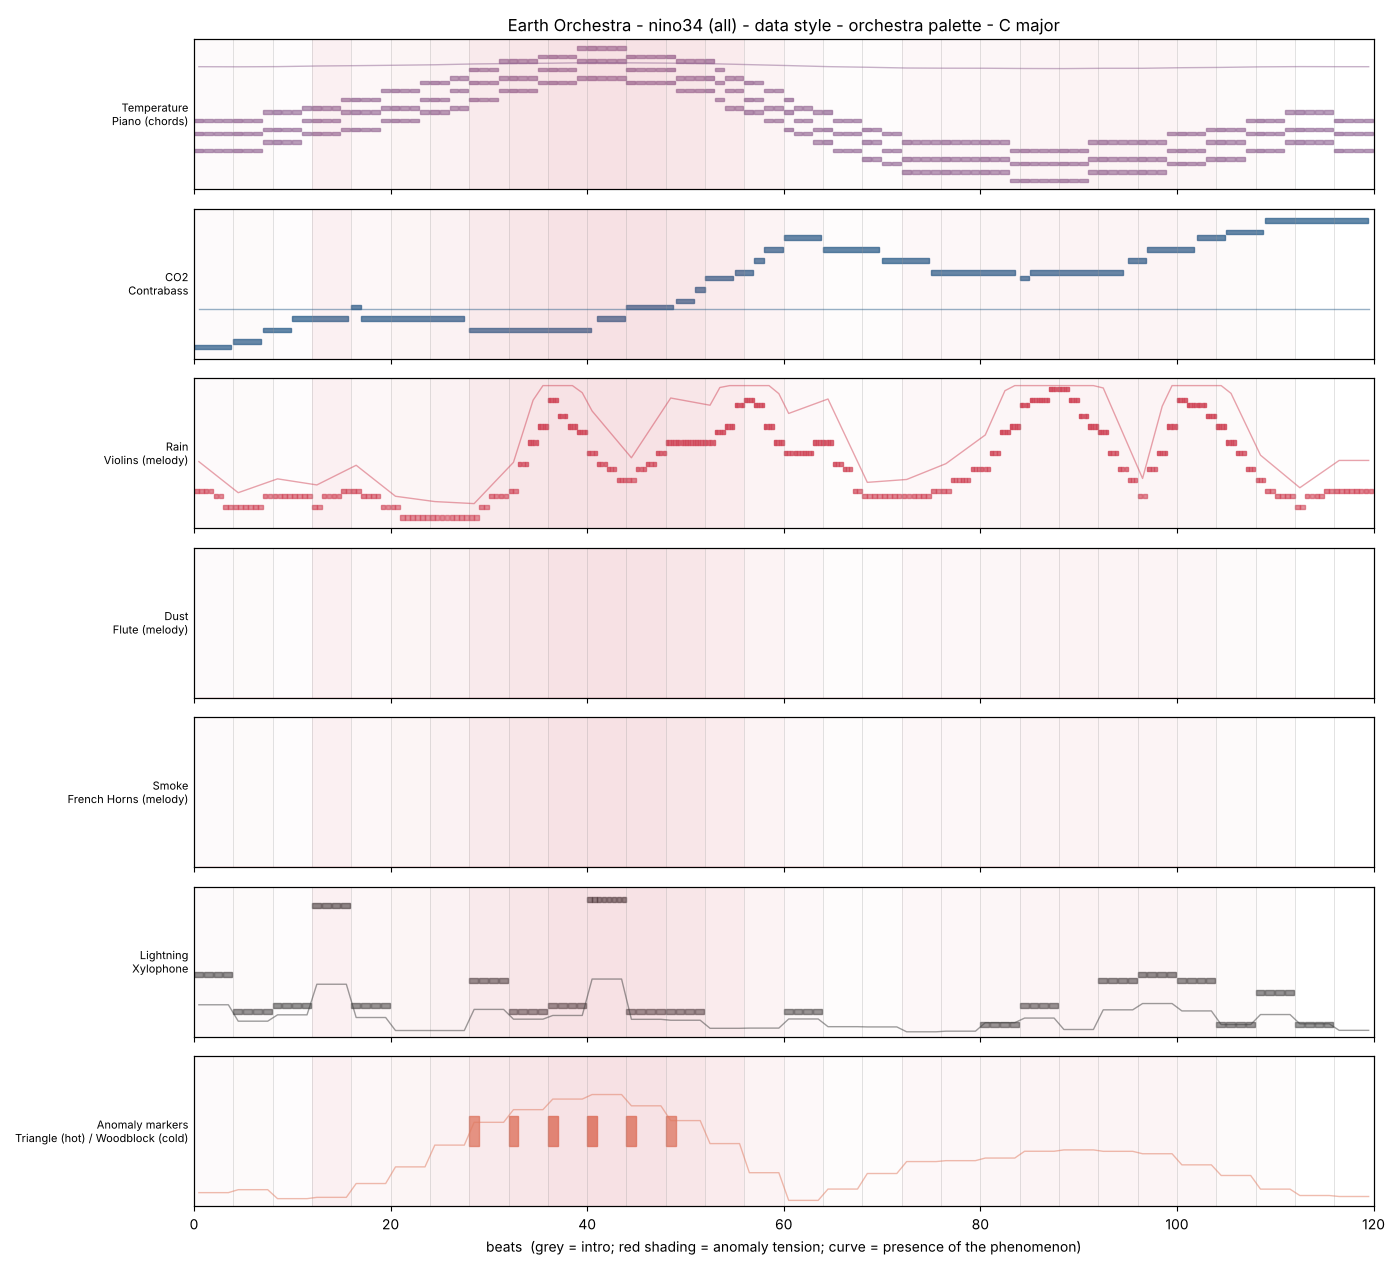 Earth Orchestra - nino34 (all) - data style - orchestra palette - C major
Temperature
Piano (chords)
CO2
Contrabass
Rain
Violins (melody)
Dust
Flute (melody)
Smoke
French Horns (melody)
Lightning
Xylophone
Anomaly markers
Triangle (hot) / Woodblock (cold)
0 20 40 60 80 100 120
beats (grey = intro; red shading = anomaly tension; curve = presence of the phenomenon)